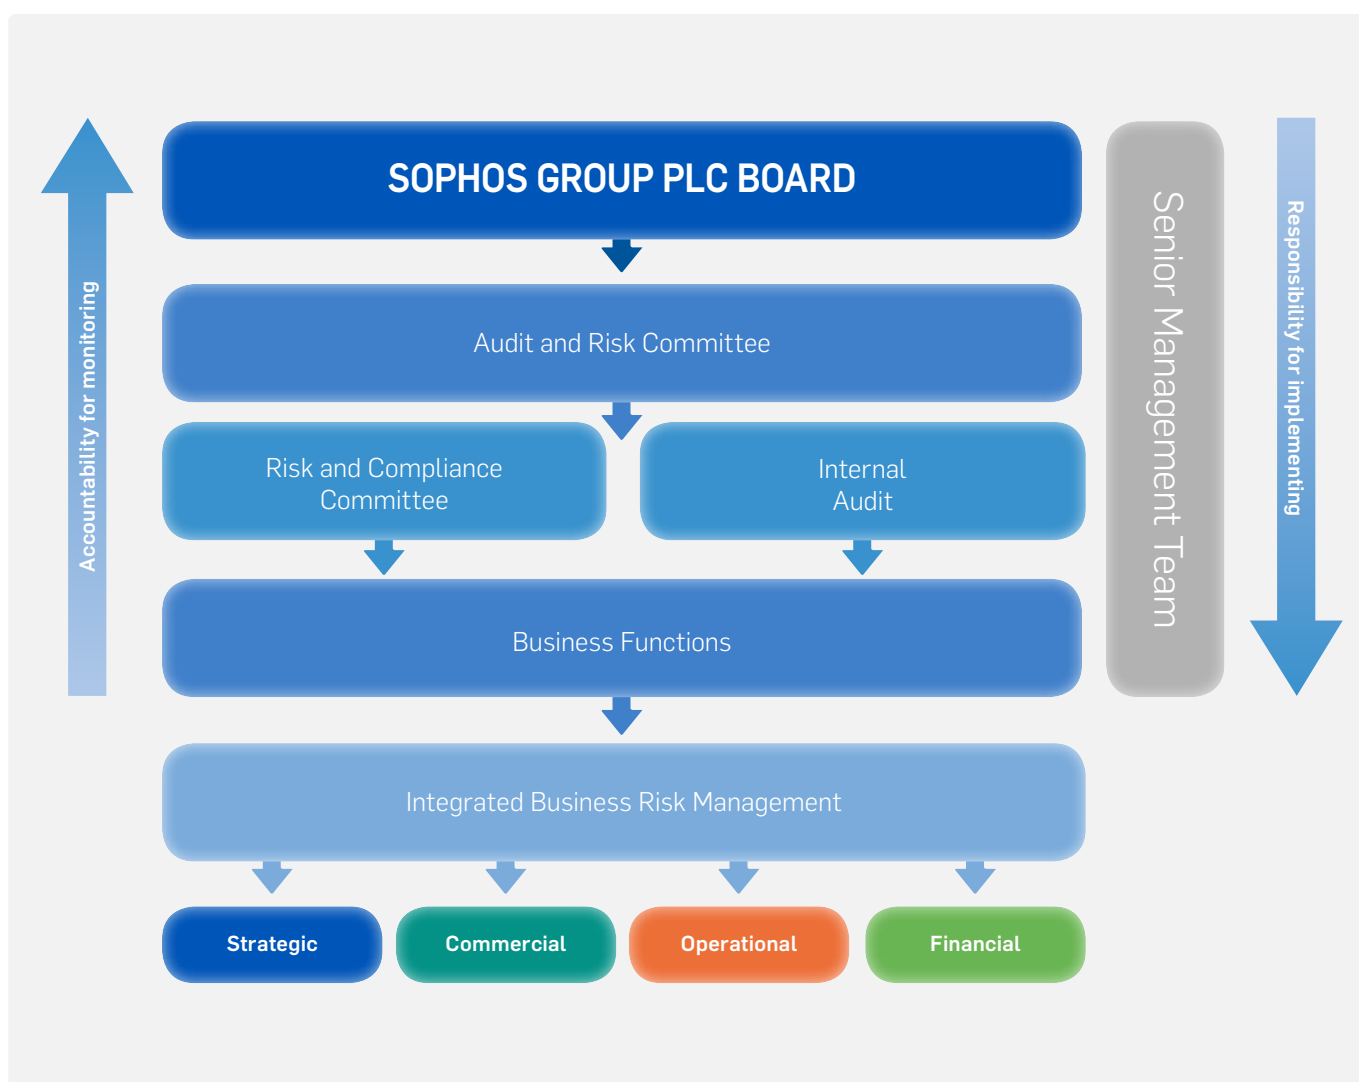 SOPHOS GROUP PLC BOARD
Audit and Risk Committee
Risk and Compliance
Committee
Internal
Audit
Business Functions
Integrated Business Risk Management
Strategic
Commercial
Operational
Financial
Accountability for monitoring
Senior Management Team
Responsibility for implementing